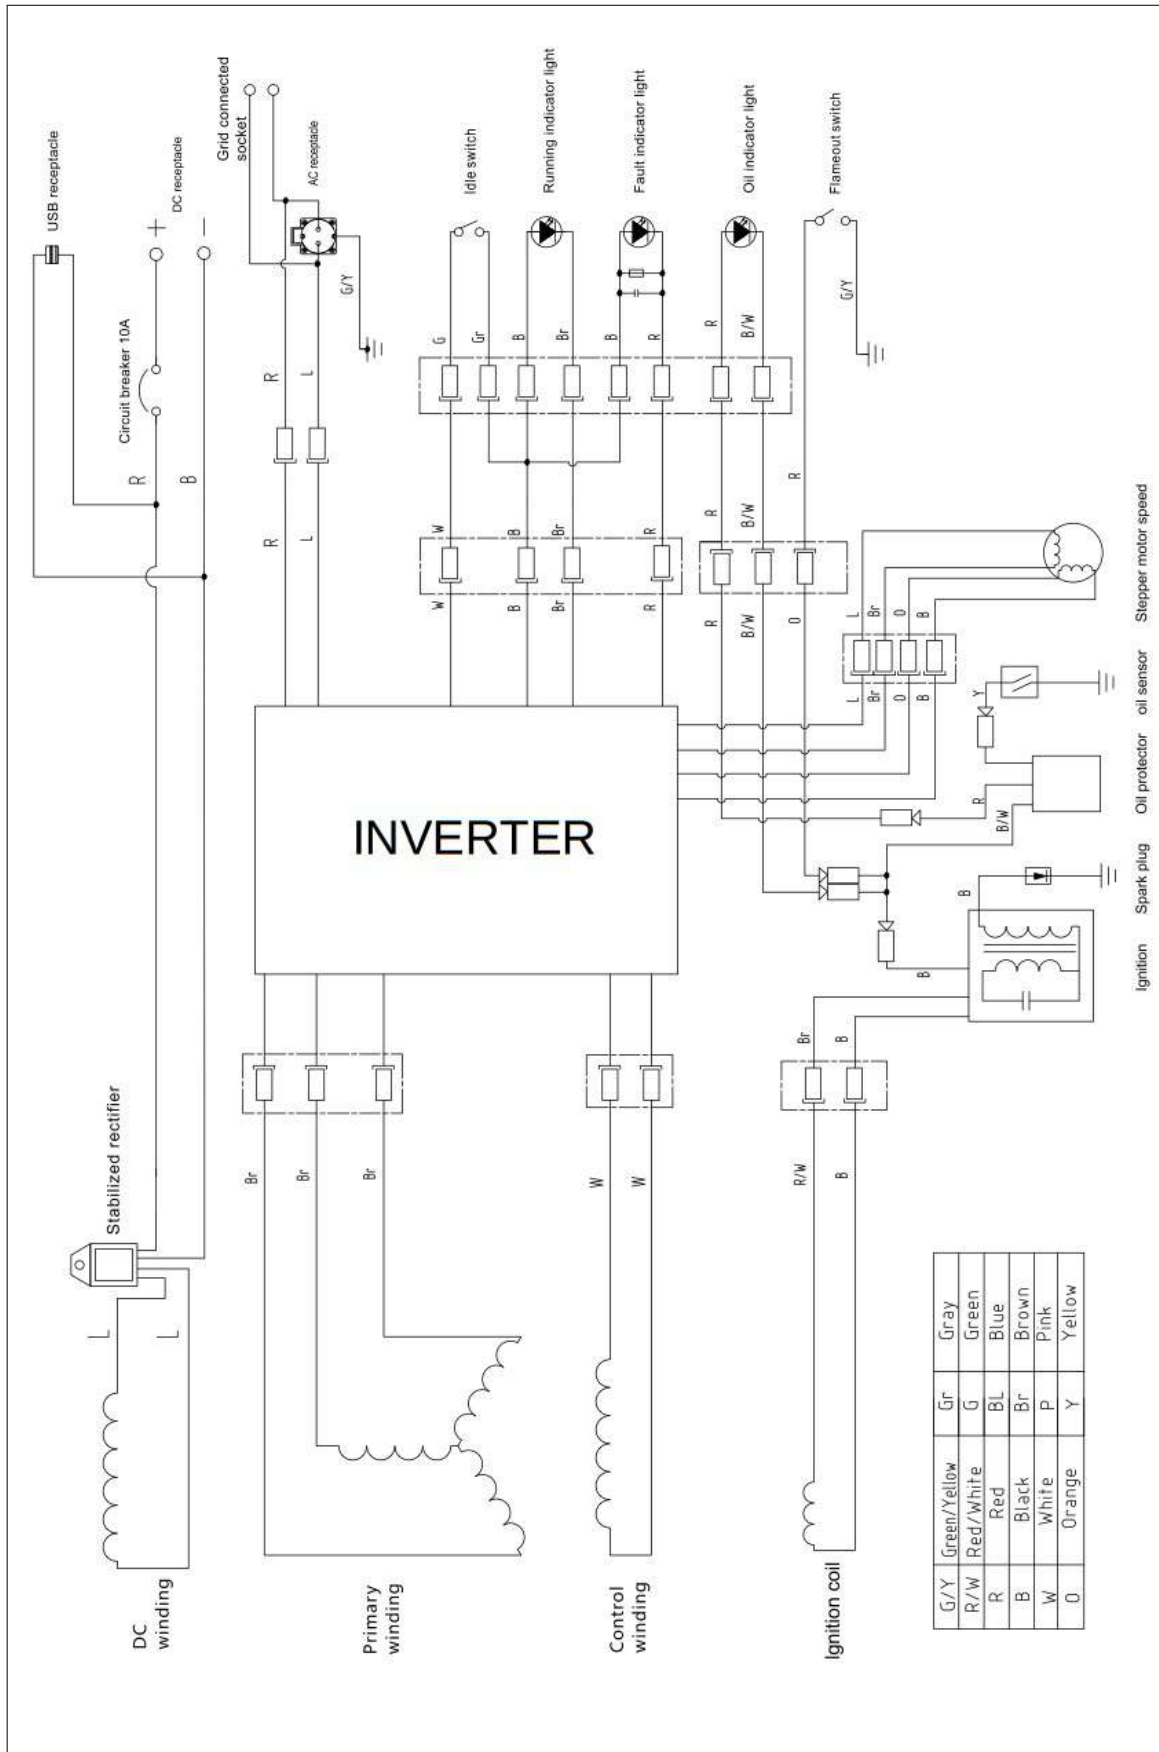 USB receptacle
DC receptacle
+
−
Circuit breaker 10A
R
B
Stabilized rectifier
L
L
DC
winding
Grid connected
socket
AC receptacle
G/Y
R
L
R
L
Idle switch
Running indicator light
Fault indicator light
Oil indicator light
Flameout switch
G
Gr
B
Br
B
R
R
B/W
G/Y
W
B
Br
R
R
B/W
R
W
B
Br
R
R
B/W
O
INVERTER
Primary
winding
Br
Br
Br
Control
winding
W
W
Ignition coil
R/W
B
Br
B
B
B
L
Br
O
B
L
Br
O
B
Y
R
B/W
Ignition
Spark plug
Oil protector
oil sensor
Stepper motor speed
G/Y Green/Yellow Gr Gray
R/W Red/White G Green
R Red BL Blue
B Black Br Brown
W White P Pink
O Orange Y Yellow